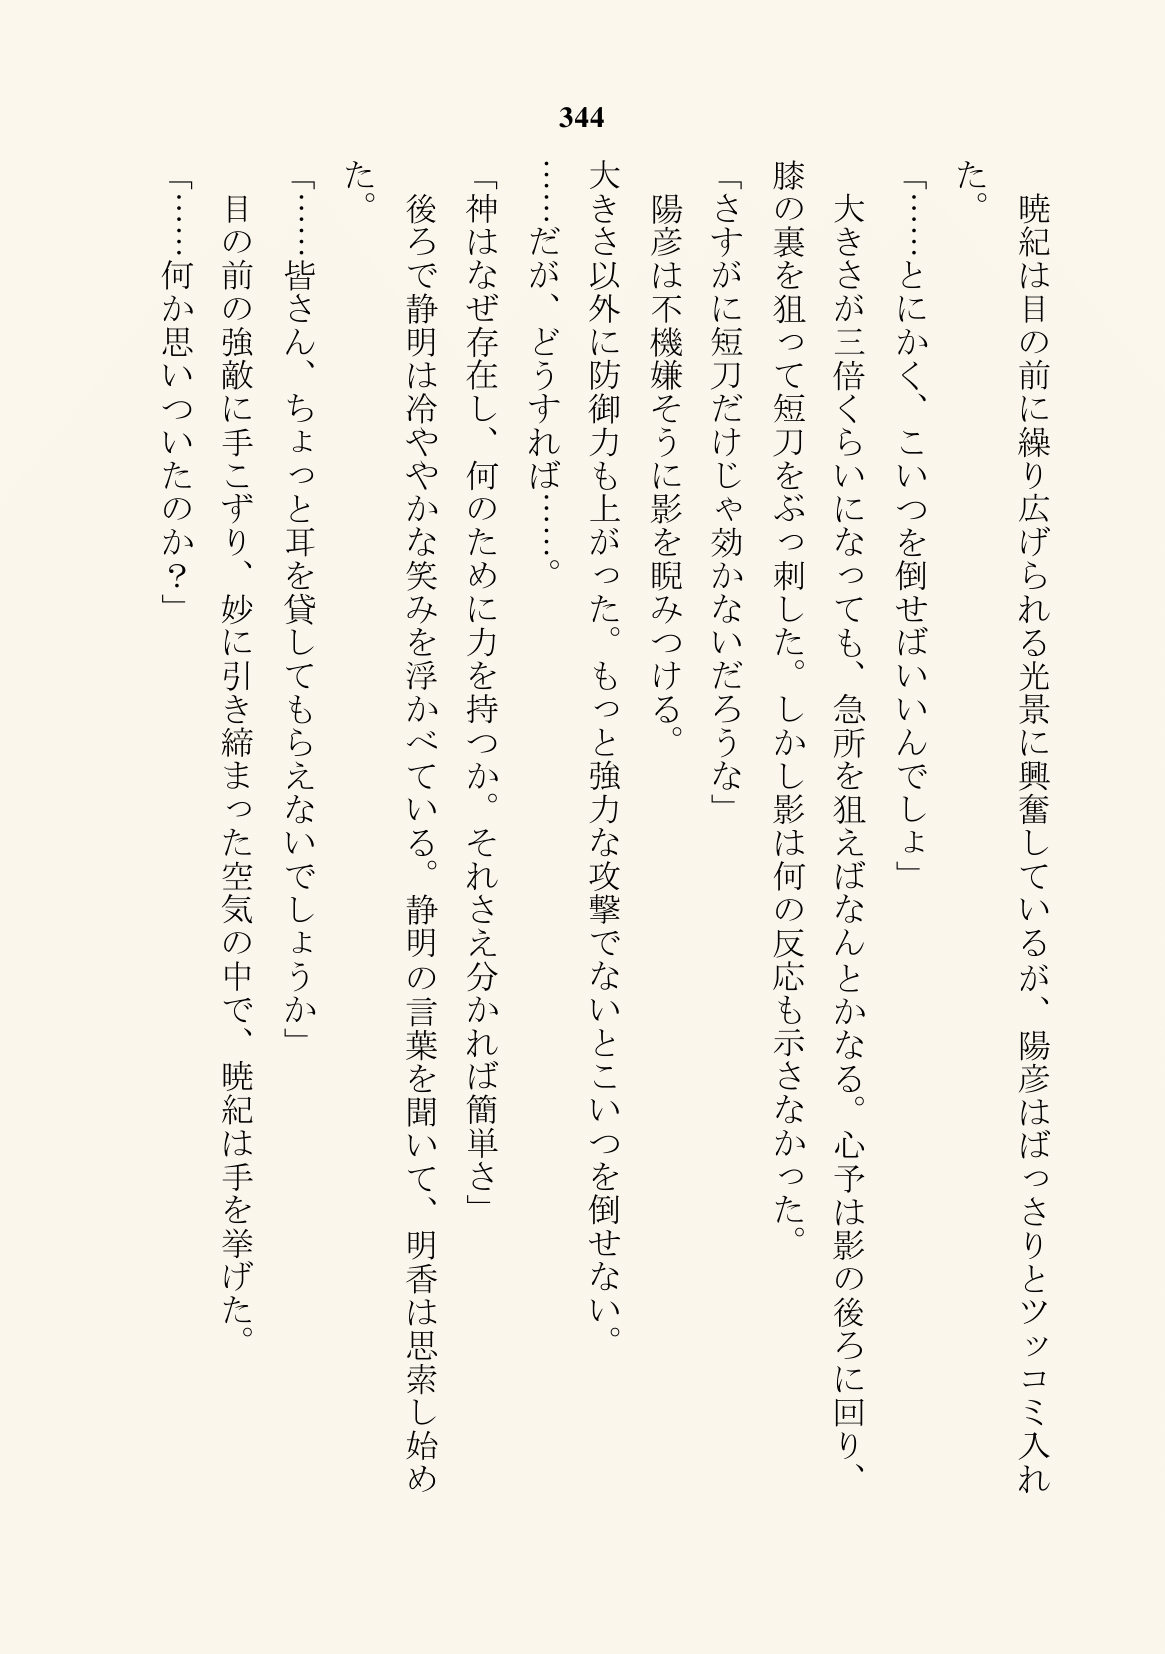 344
　暁紀は目の前に繰り広げられる光景に興奮しているが、陽彦はばっさりとツッコミ入れ
た。
「……とにかく、こいつを倒せばいいんでしょ」
　大きさが三倍くらいになっても、急所を狙えばなんとかなる。心予は影の後ろに回り、
膝の裏を狙って短刀をぶっ刺した。しかし影は何の反応も示さなかった。
「さすがに短刀だけじゃ効かないだろうな」
　陽彦は不機嫌そうに影を睨みつける。
大きさ以外に防御力も上がった。もっと強力な攻撃でないとこいつを倒せない。
……だが、どうすれば……。
「神はなぜ存在し、何のために力を持つか。それさえ分かれば簡単さ」
　後ろで静明は冷ややかな笑みを浮かべている。静明の言葉を聞いて、明香は思索し始め
た。
「……皆さん、ちょっと耳を貸してもらえないでしょうか」
　目の前の強敵に手こずり、妙に引き締まった空気の中で、暁紀は手を挙げた。
「……何か思いついたのか？」